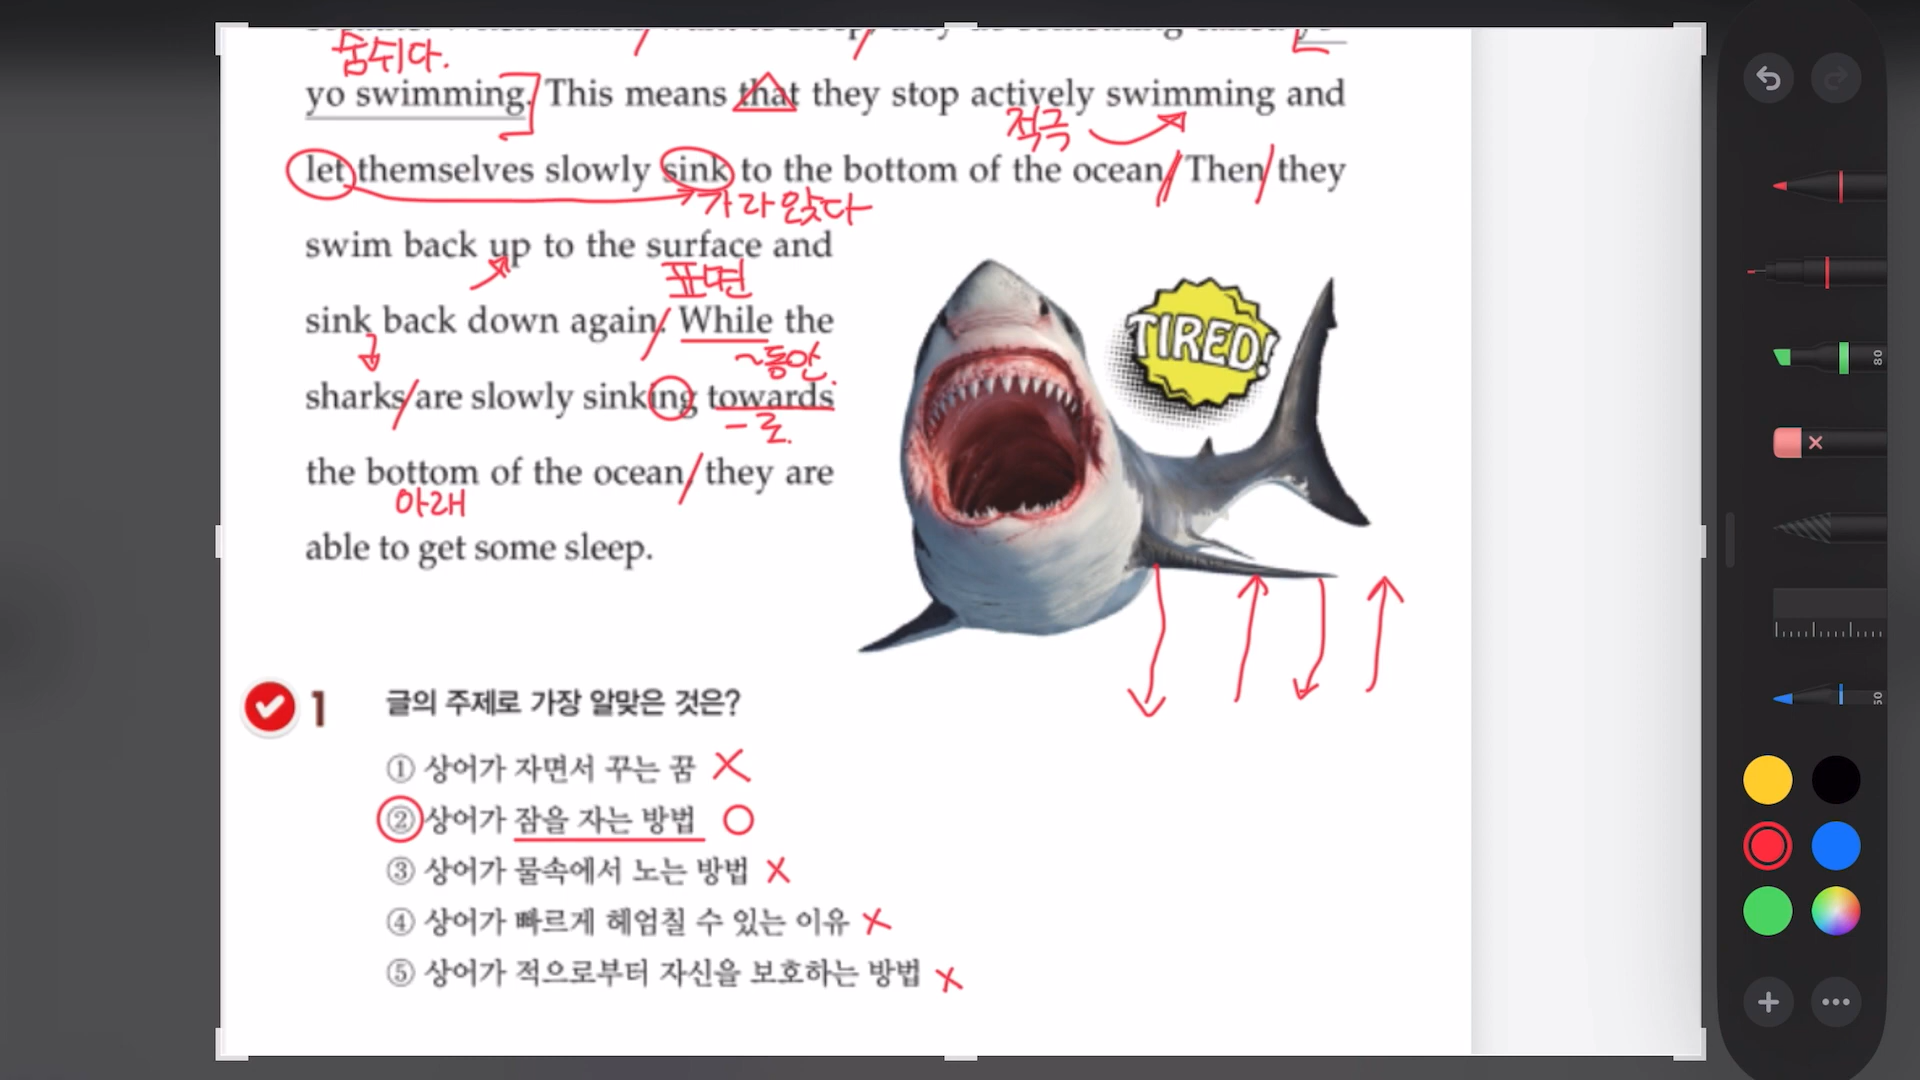 숨쉬다.
yo swimming. This means that they stop actively swimming and
적극
let themselves slowly sink to the bottom of the ocean. Then they
가라앉다
swim back up to the surface and
표면
sink back down again. While the
~동안.
sharks are slowly sinking towards
-로.
the bottom of the ocean, they are
아래
able to get some sleep.
TIRED!
1 글의 주제로 가장 알맞은 것은?
① 상어가 자면서 꾸는 꿈 X
② 상어가 잠을 자는 방법 O
③ 상어가 물속에서 노는 방법 X
④ 상어가 빠르게 헤엄칠 수 있는 이유 X
⑤ 상어가 적으로부터 자신을 보호하는 방법 X
80
50